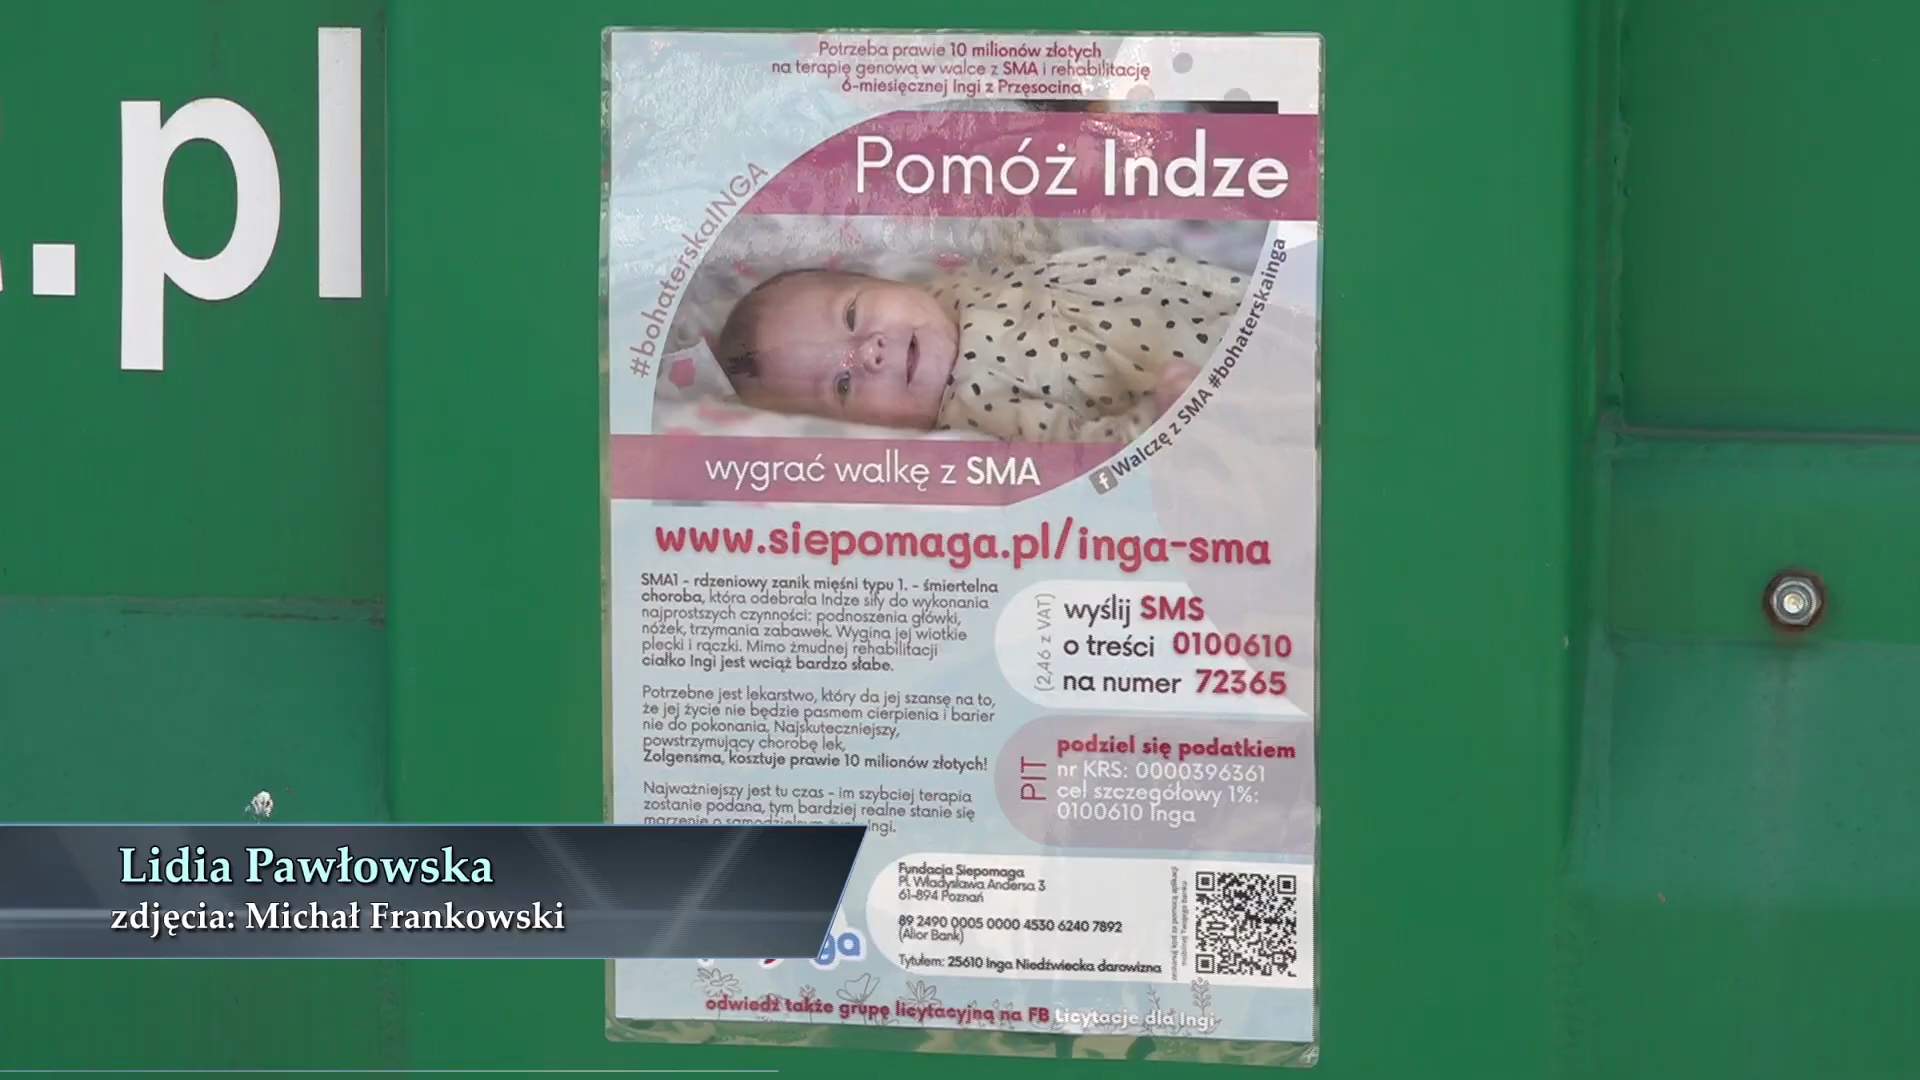 .pl
Potrzeba prawie 10 milionów złotych
na terapię genową w walce z SMA i rehabilitację
6-miesięcznej Ingi z Przęsocina
Pomóż Indze
#bohaterskaINGA
Walczę z SMA #bohaterskainga
wygrać walkę z SMA
www.siepomaga.pl/inga-sma
SMA1 - rdzeniowy zanik mięśni typu 1. - śmiertelna
choroba, która odebrała Indze siły do wykonania
najprostszych czynności: podnoszenia główki,
nóżek, trzymania zabawek. Wygina jej wiotkie
plecki i rączki. Mimo żmudnej rehabilitacji
ciałko Ingi jest wciąż bardzo słabe.
Potrzebne jest lekarstwo, który da jej szansę na to,
że jej życie nie będzie pasmem cierpienia i barier
nie do pokonania. Najskuteczniejszy,
powstrzymujący chorobę lek,
Zolgensma, kosztuje prawie 10 milionów złotych!
Najważniejszy jest tu czas - im szybciej terapia
zostanie podana, tym bardziej realne stanie się
marzenie o Ingi.
(2,46 z VAT)
wyślij SMS
o treści 0100610
na numer 72365
PIT
podziel się podatkiem
nr KRS: 0000396361
cel szczegółowy 1%:
0100610 Inga
Fundacja Siepomaga
Pl. Władysława Andersa 3
61-894 Poznań
89 2490 0005 0000 4530 6240 7892
(Alior Bank)
Tytułem: 25610 Inga Niedźwiecka darowizna
odwiedź także grupę licytacyjną na FB Licytacje dla Ingi
Lidia Pawłowska
zdjęcia: Michał Frankowski